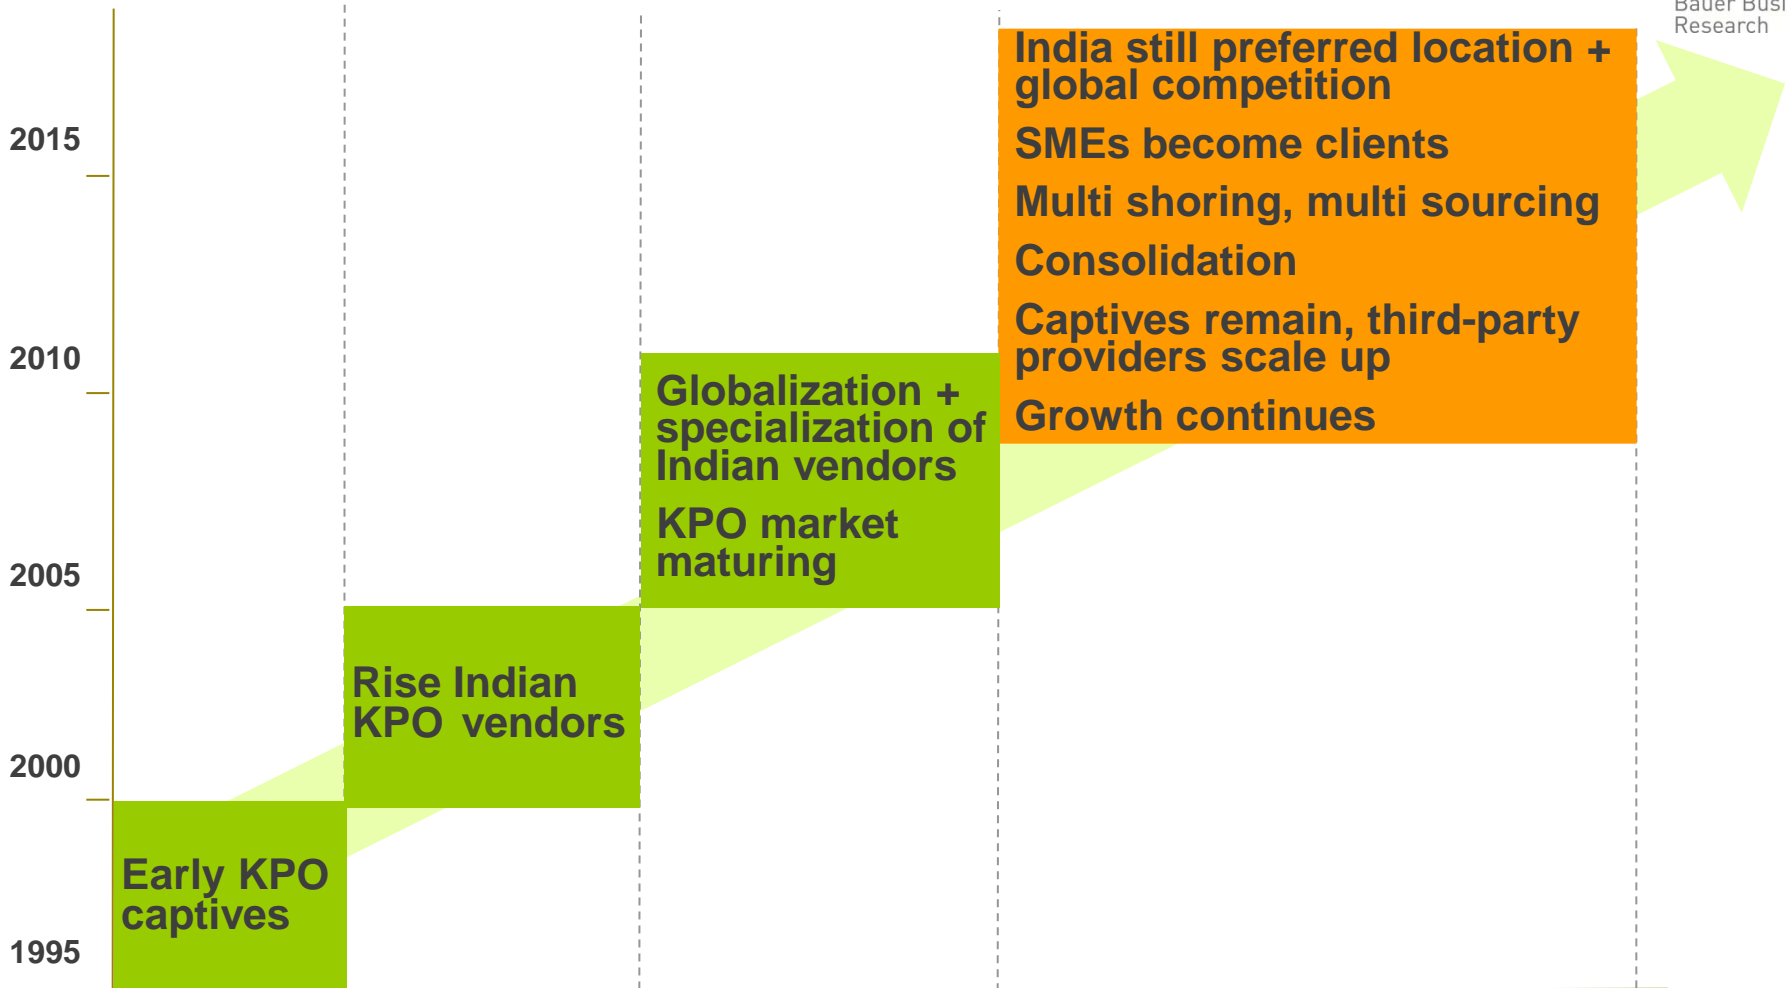 Research
India still preferred location +
global competition
2015
SMEs become clients
Multi shoring, multi sourcing
Consolidation
Captives remain, third-party
providers scale up
2010
Globalization +
specialization of
Indian vendors
Growth continues
KPO market
maturing
2005
Rise Indian
KPO vendors
2000
Early KPO
captives
1995